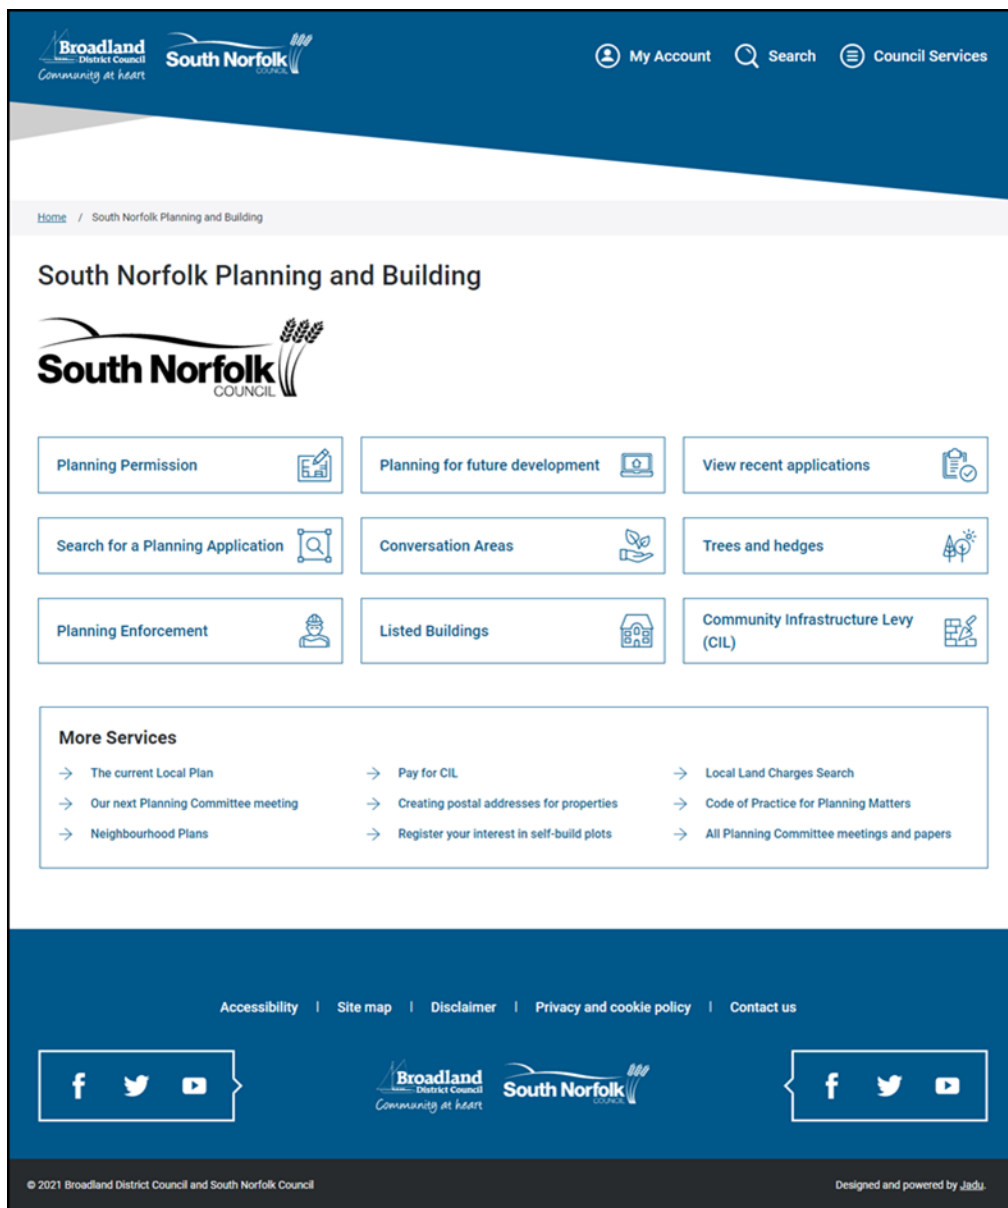 Broadland
District Council
Community at heart
South Norfolk
COUNCIL
My Account
Search
Council Services
Home / South Norfolk Planning and Building
South Norfolk Planning and Building
South Norfolk
COUNCIL
Planning Permission
Planning for future development
View recent applications
Search for a Planning Application
Conversation Areas
Trees and hedges
Planning Enforcement
Listed Buildings
Community Infrastructure Levy
(CIL)
More Services
The current Local Plan
Pay for CIL
Local Land Charges Search
Our next Planning Committee meeting
Creating postal addresses for properties
Code of Practice for Planning Matters
Neighbourhood Plans
Register your interest in self-build plots
All Planning Committee meetings and papers
Accessibility | Site map | Disclaimer | Privacy and cookie policy | Contact us
Broadland
District Council
Community at heart
South Norfolk
COUNCIL
© 2021 Broadland District Council and South Norfolk Council
Designed and powered by Jadu.